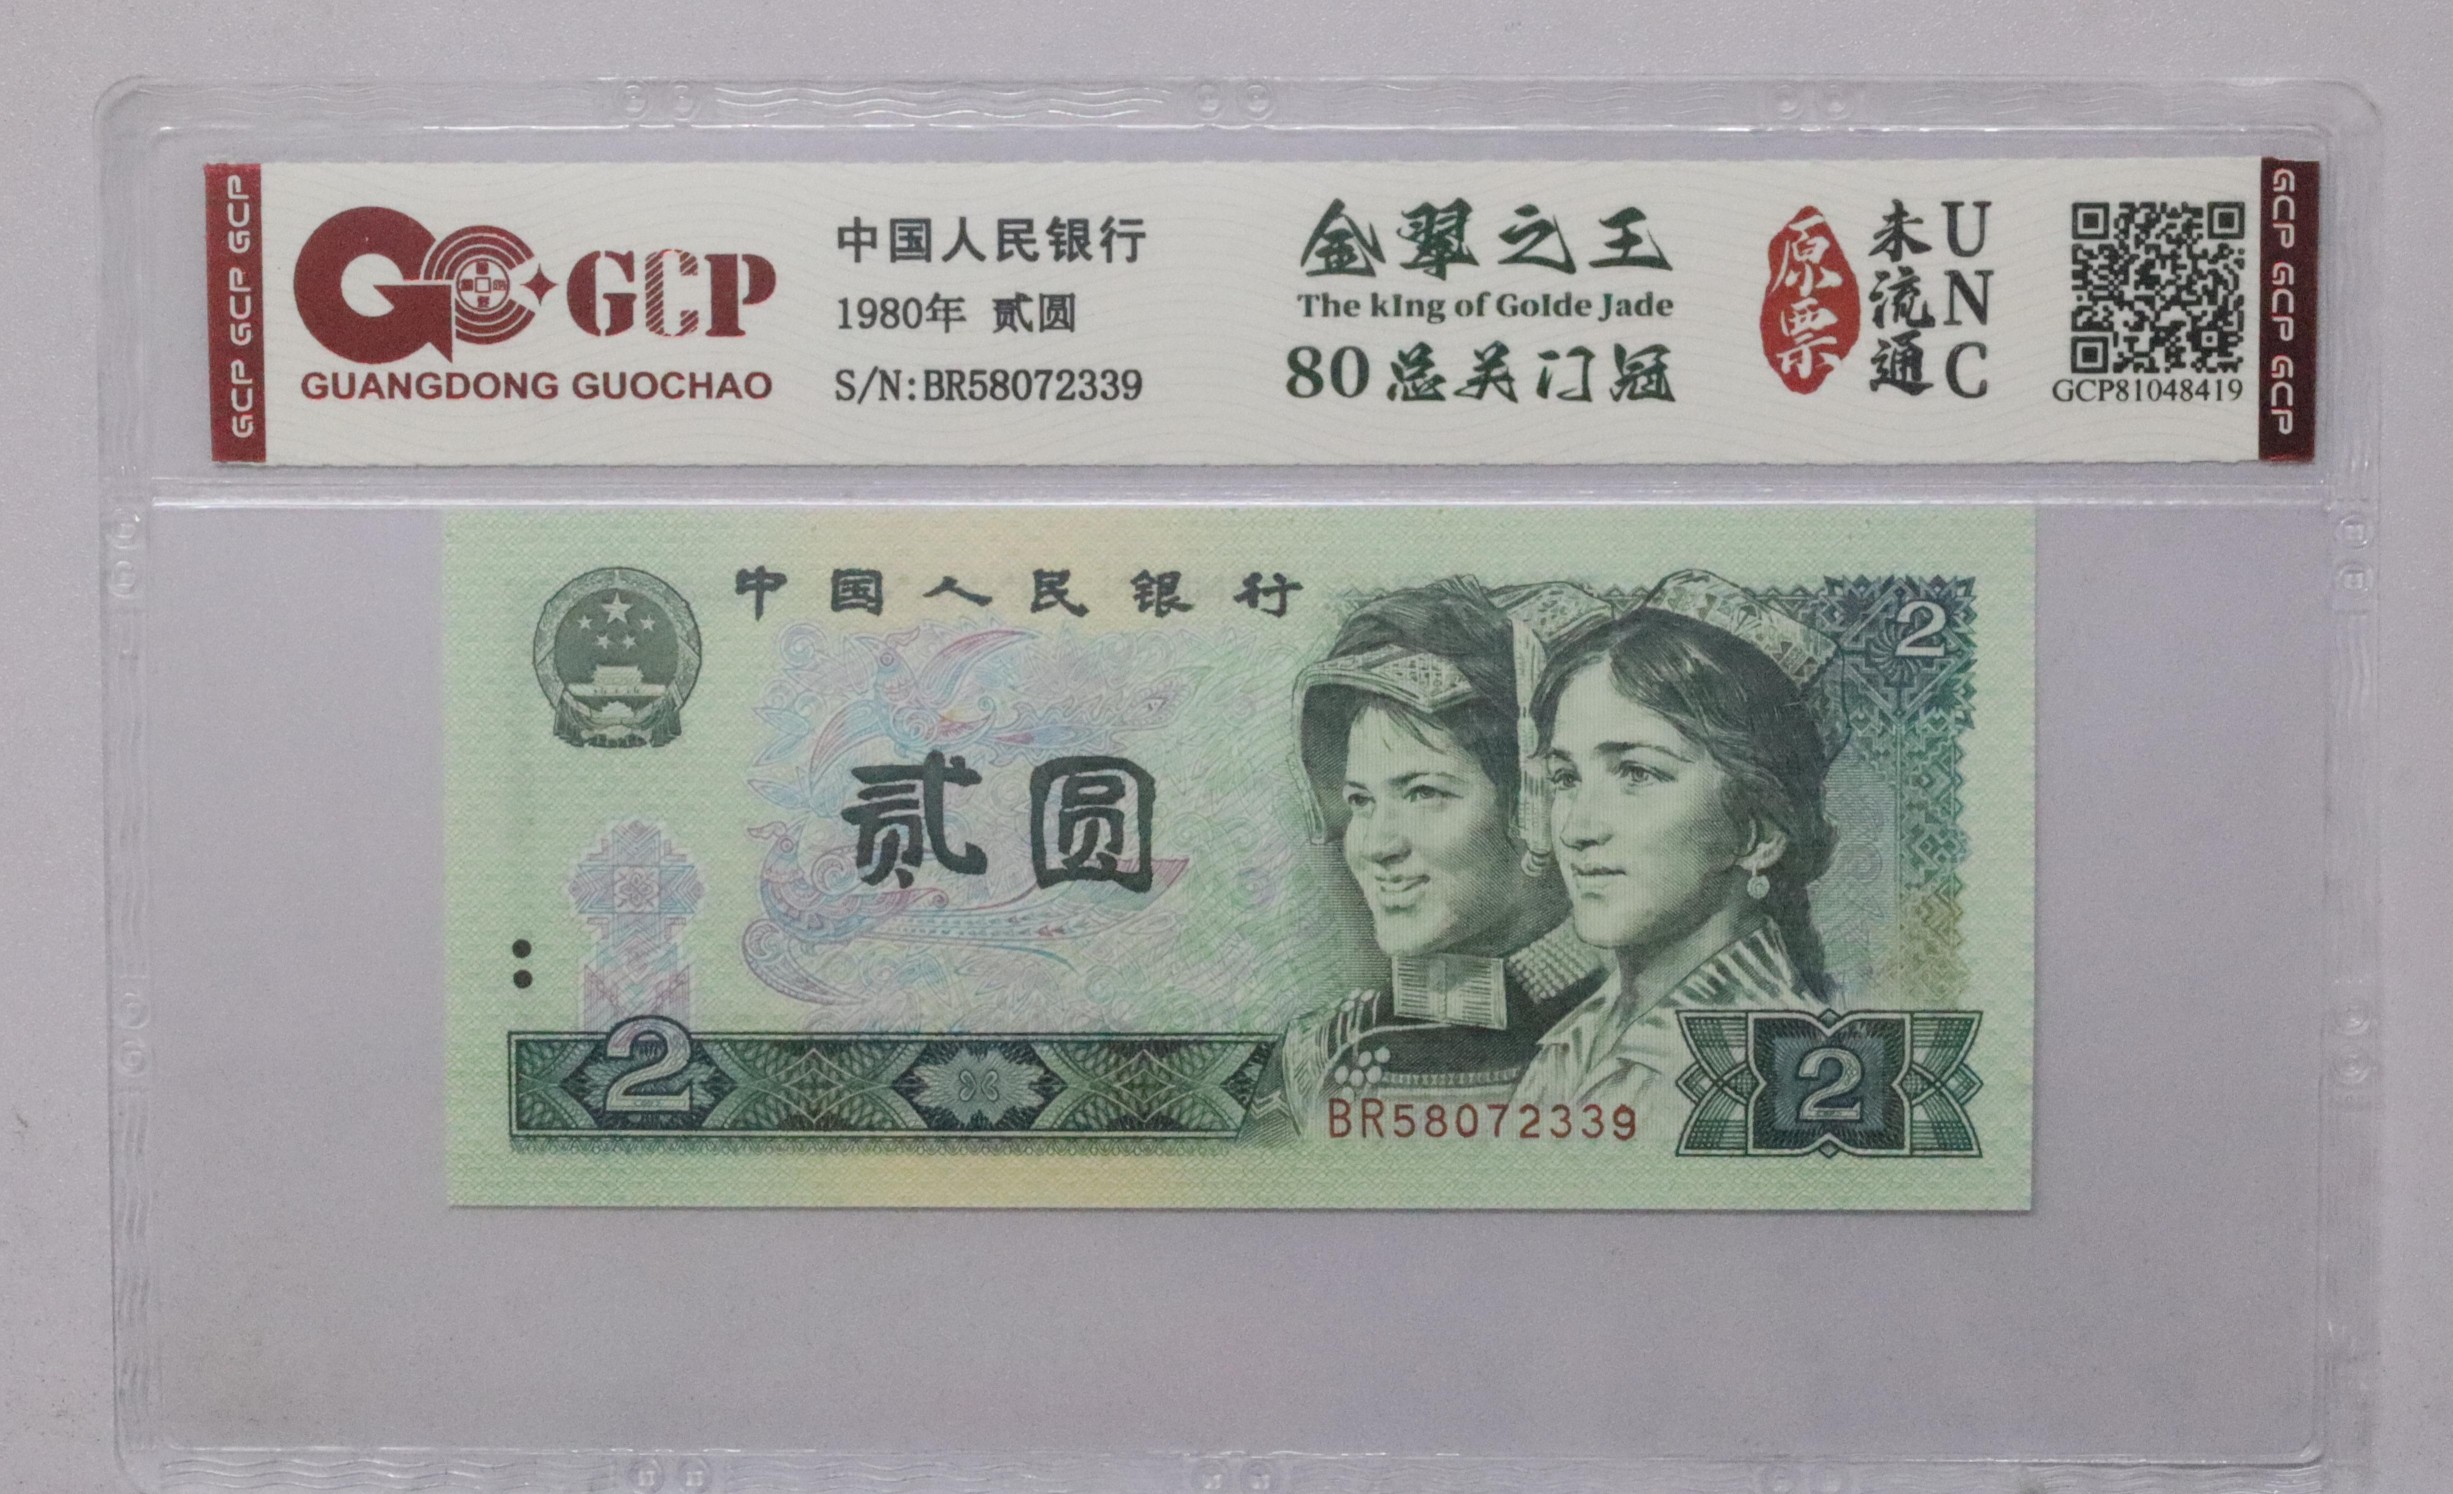 GCP GCP GCP
GCP
GUANGDONG GUOCHAO
中国人民银行
1980年 贰圆
S/N:BR58072339
金翠之王
The kIng of Golde Jade
80总关门冠
原票
未流通
UNC
GCP81048419
GCP GCP GCP
中国人民银行
2
贰圆
2
BR58072339
2